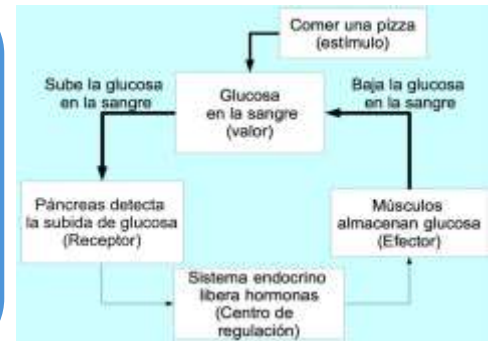 Comer una pizza
(estímulo)
Sube la glucosa
en la sangre
Glucosa
en la sangre
(valor)
Baja la glucosa
en la sangre
Páncreas detecta
la subida de glucosa
(Receptor)
Músculos
almacenan glucosa
(Efector)
Sistema endocrino
libera hormonas
(Centro de
regulación)